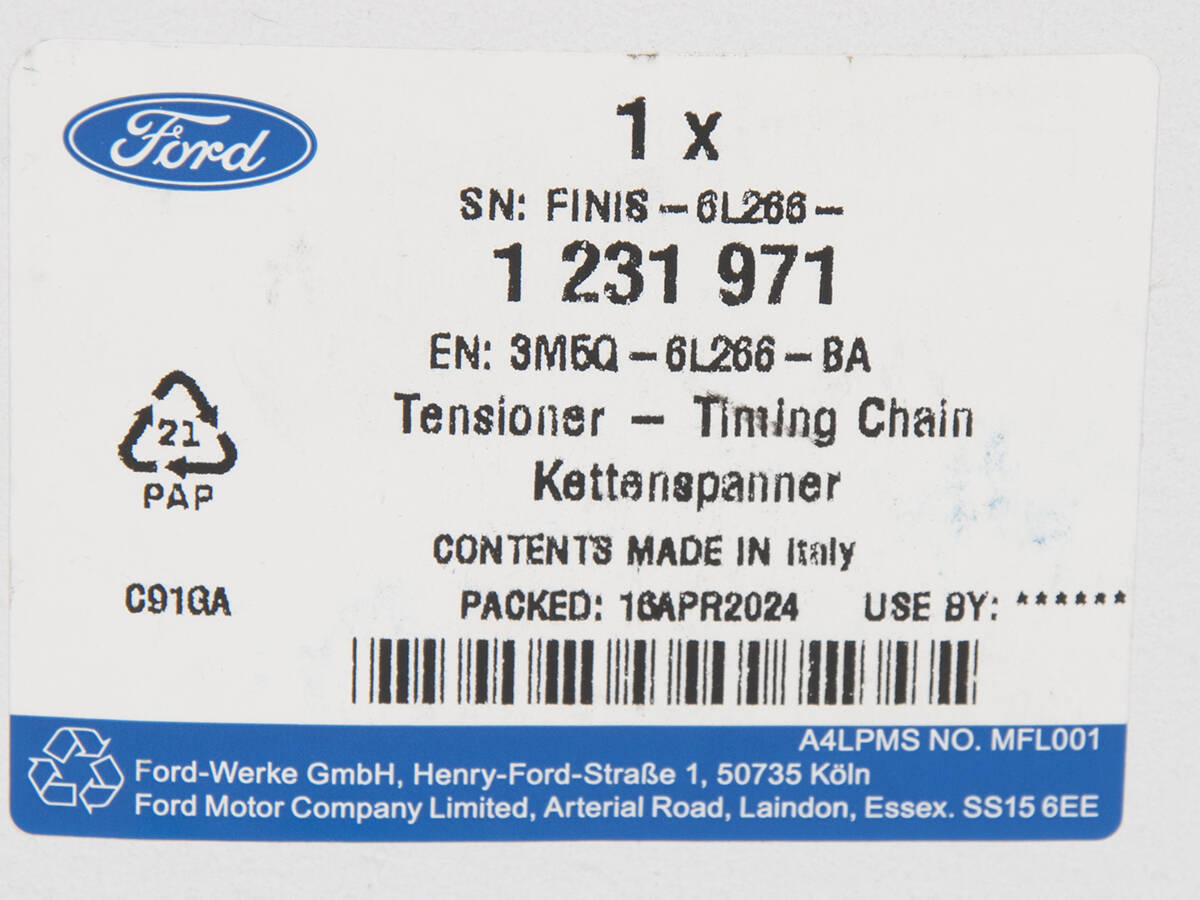 Ford
1 x
SN: FINIS-6L266-
1 231 971
EN: 3M5Q-6L266-BA
Tensioner - Timing Chain
Kettenspanner
21
PAP
CONTENTS MADE IN Italy
C91GA
PACKED: 16APR2024 USE BY: ******
A4LPMS NO. MFL001
Ford-Werke GmbH, Henry-Ford-Straße 1, 50735 Köln
Ford Motor Company Limited, Arterial Road, Laindon, Essex. SS15 6EE